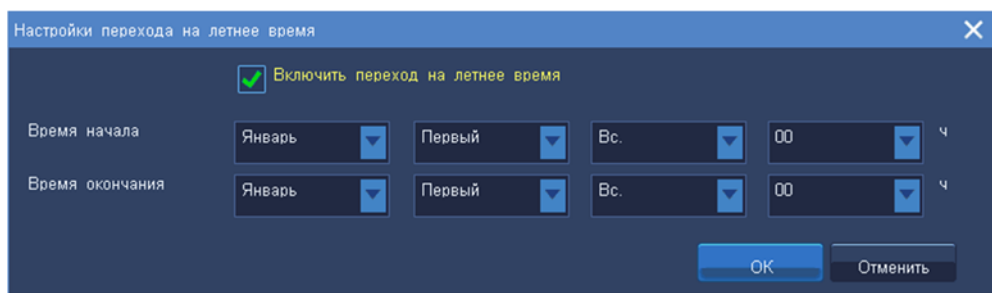 Настройки перехода на летнее время
Включить переход на летнее время
Время начала Январь Первый Вс. 00 ч
Время окончания Январь Первый Вс. 00 ч
OK Отменить